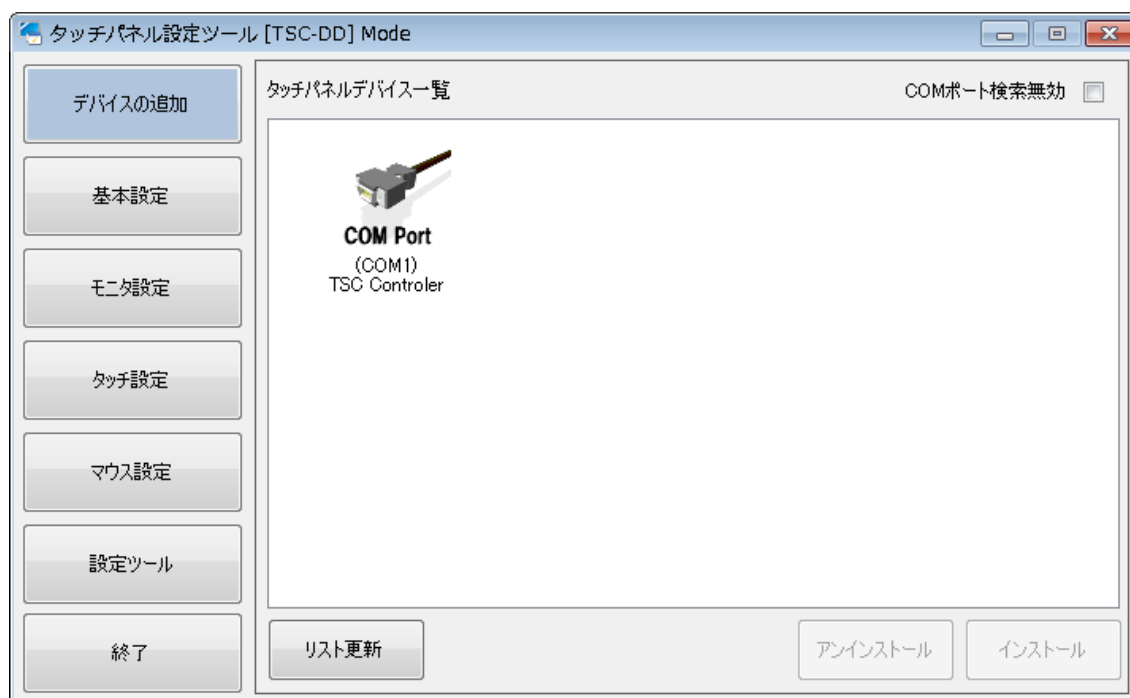 タッチパネル設定ツール [TSC-DD] Mode
デバイスの追加
基本設定
モニタ設定
タッチ設定
マウス設定
設定ツール
終了
タッチパネルデバイス一覧
COMポート検索無効
COM Port
(COM1)
TSC Controler
リスト更新
アンインストール
インストール